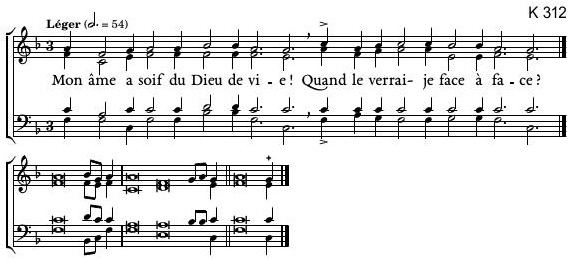 K 312
Léger (𝅗𝅥. = 54)
Mon âme a soif du Dieu de vi - e ! Quand le verrai- je face à fa - ce ?